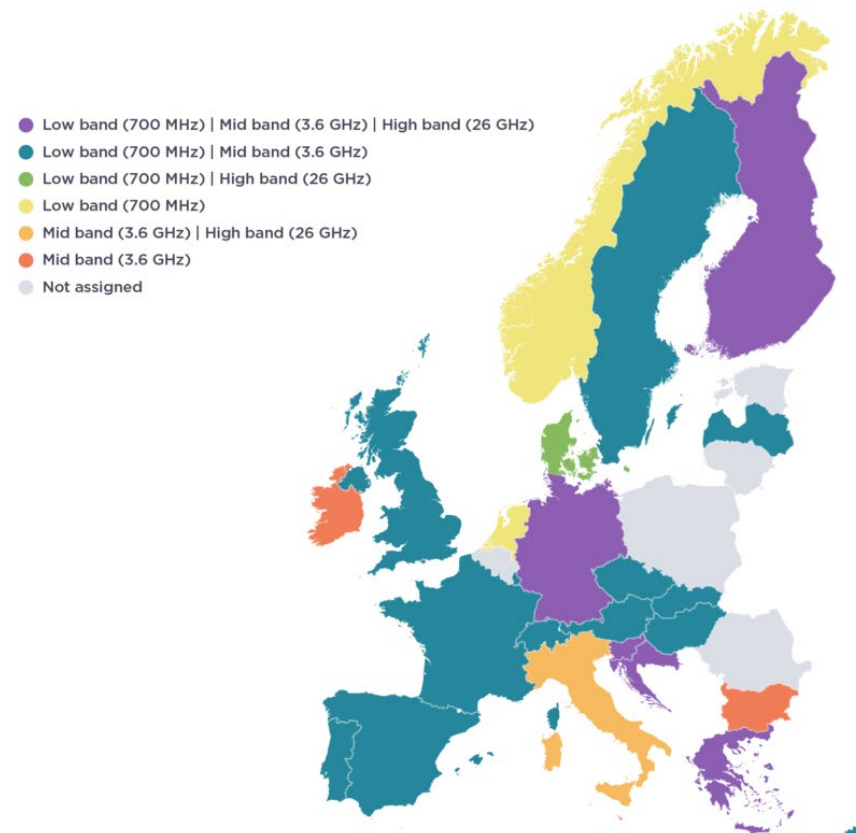 Low band (700 MHz) | Mid band (3.6 GHz) | High band (26 GHz)
Low band (700 MHz) | Mid band (3.6 GHz)
Low band (700 MHz) | High band (26 GHz)
Low band (700 MHz)
Mid band (3.6 GHz) | High band (26 GHz)
Mid band (3.6 GHz)
Not assigned